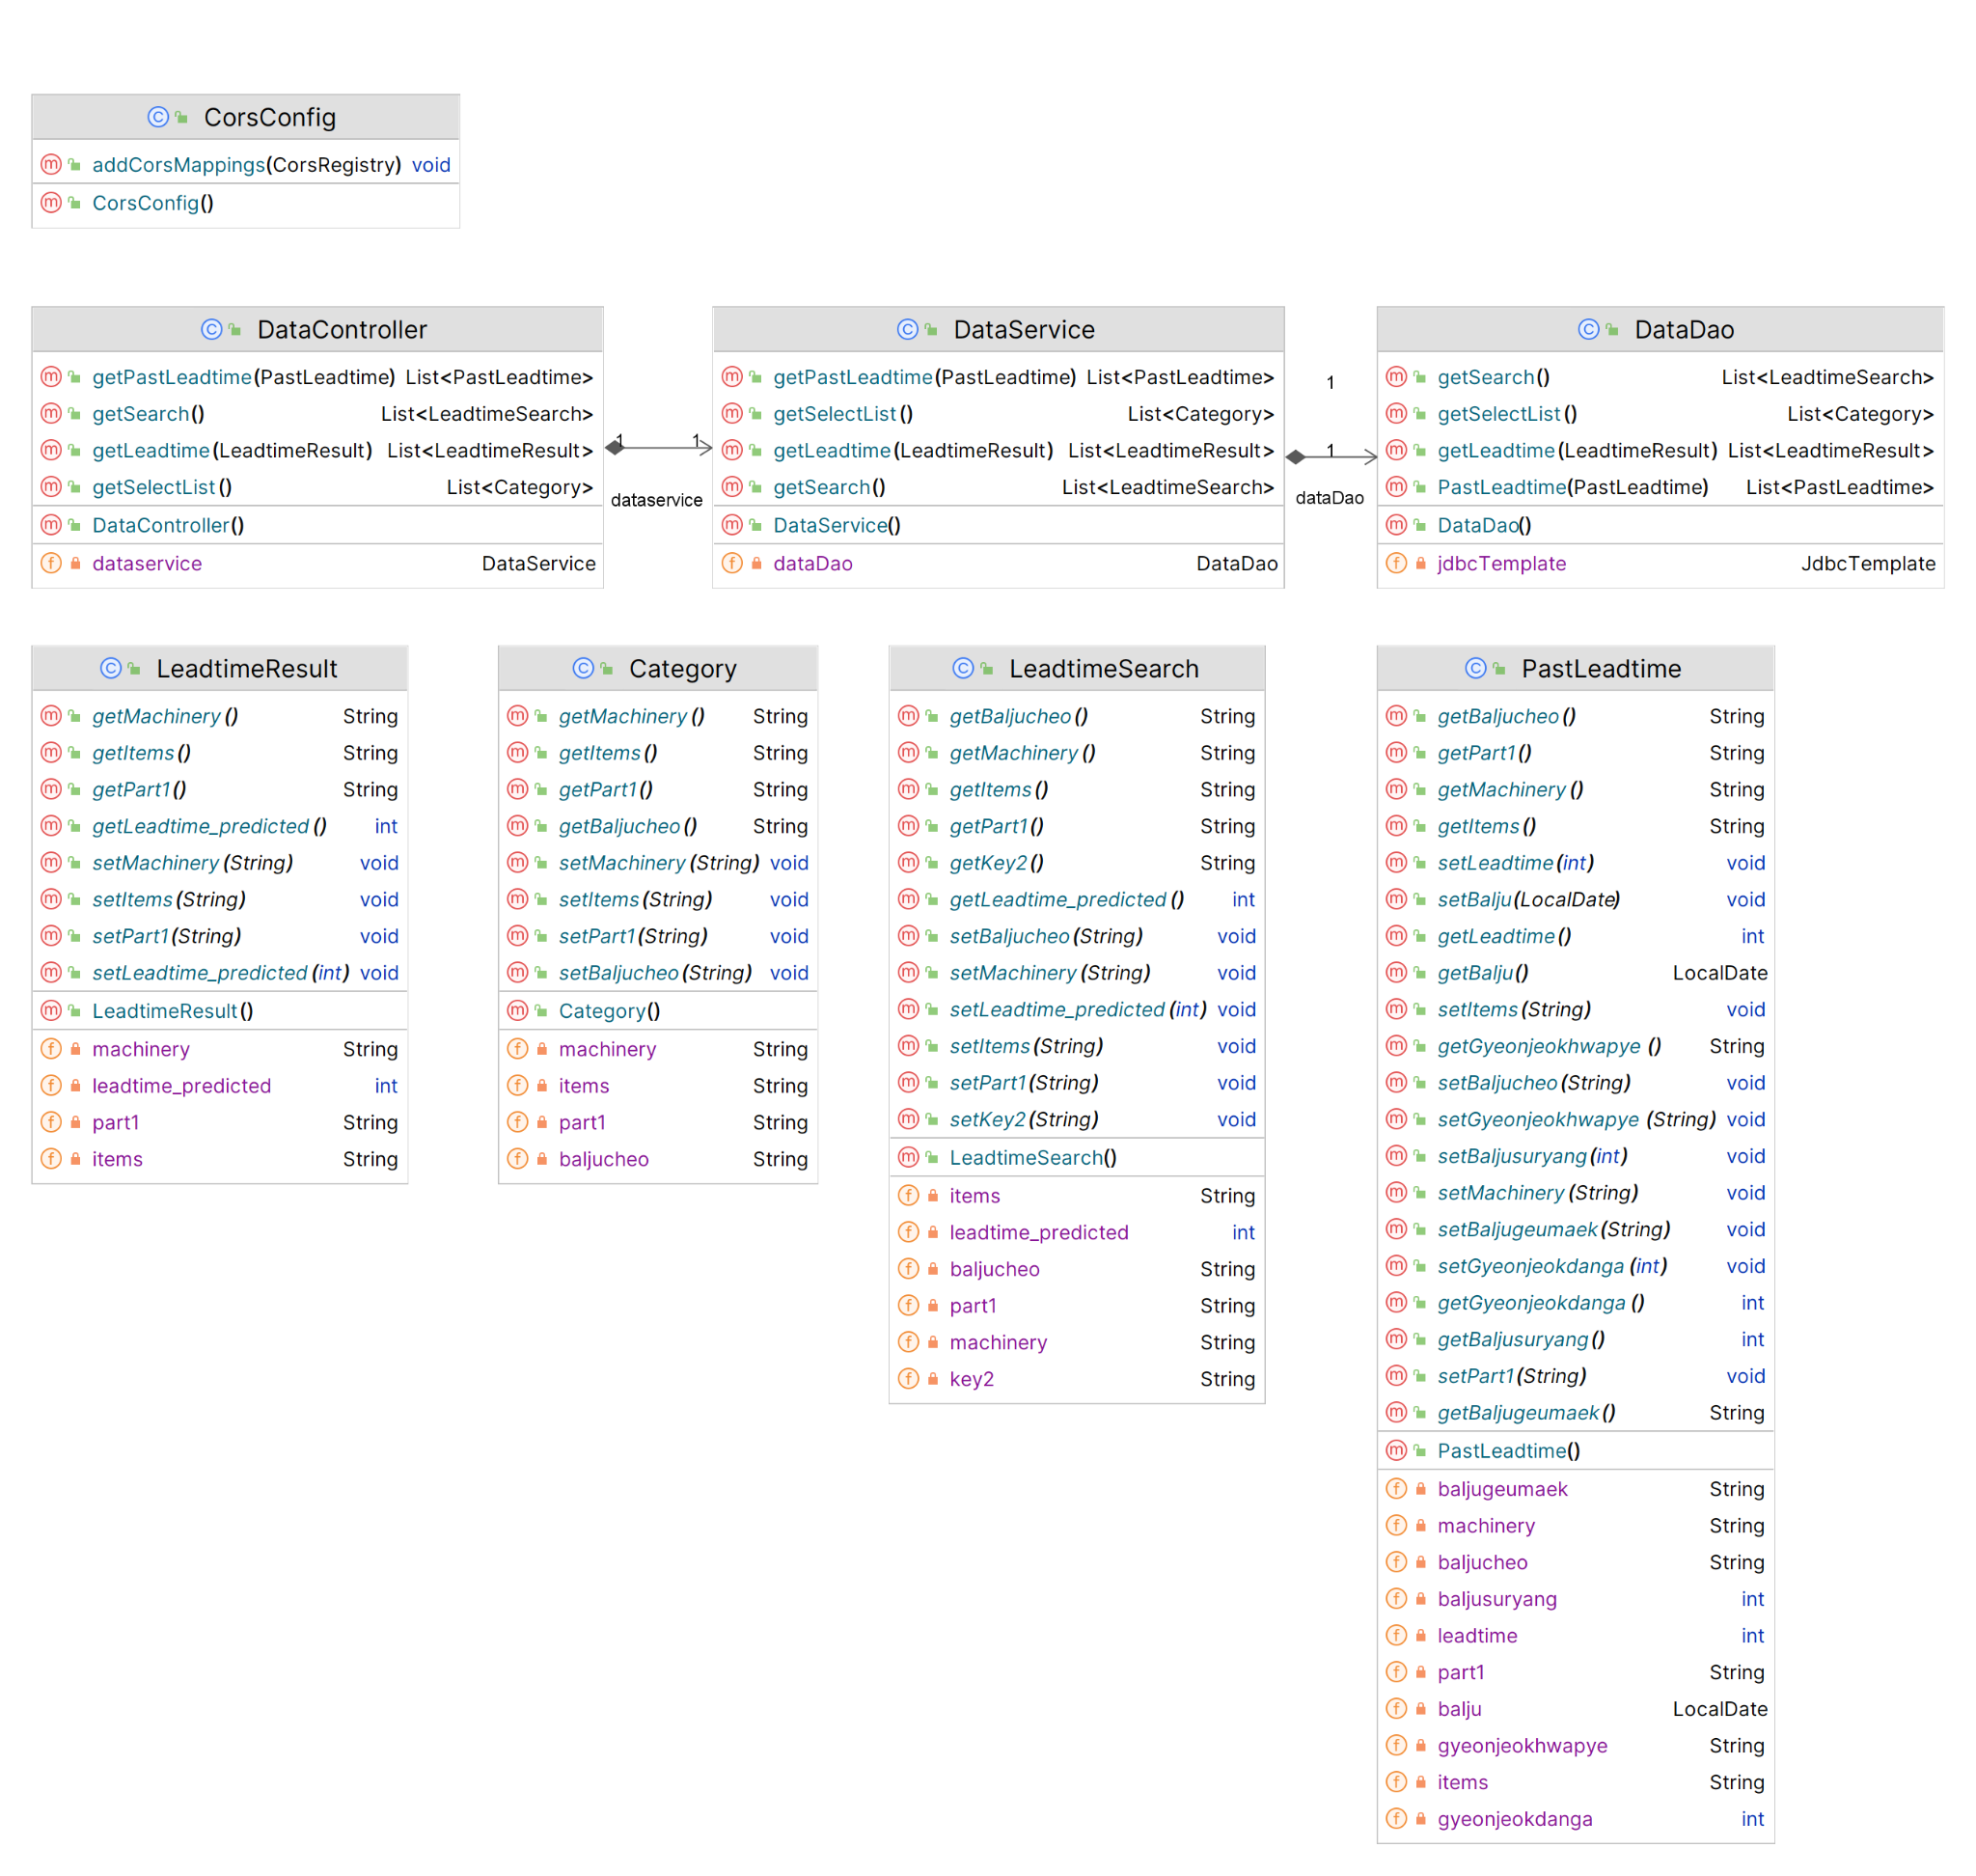 CorsConfig
addCorsMappings(CorsRegistry) void
CorsConfig()
DataController
getPastLeadtime(PastLeadtime) List<PastLeadtime>
getSearch() List<LeadtimeSearch>
getLeadtime(LeadtimeResult) List<LeadtimeResult>
getSelectList() List<Category>
DataController()
dataservice DataService
1 1
dataservice
DataService
getPastLeadtime(PastLeadtime) List<PastLeadtime>
getSelectList() List<Category>
getLeadtime(LeadtimeResult) List<LeadtimeResult>
getSearch() List<LeadtimeSearch>
DataService()
dataDao DataDao
1
1
dataDao
DataDao
getSearch() List<LeadtimeSearch>
getSelectList() List<Category>
getLeadtime(LeadtimeResult) List<LeadtimeResult>
PastLeadtime(PastLeadtime) List<PastLeadtime>
DataDao()
jdbcTemplate JdbcTemplate
LeadtimeResult
getMachinery() String
getItems() String
getPart1() String
getLeadtime_predicted() int
setMachinery(String) void
setItems(String) void
setPart1(String) void
setLeadtime_predicted(int) void
LeadtimeResult()
machinery String
leadtime_predicted int
part1 String
items String
Category
getMachinery() String
getItems() String
getPart1() String
getBaljucheo() String
setMachinery(String) void
setItems(String) void
setPart1(String) void
setBaljucheo(String) void
Category()
machinery String
items String
part1 String
baljucheo String
LeadtimeSearch
getBaljucheo() String
getMachinery() String
getItems() String
getPart1() String
getKey2() String
getLeadtime_predicted() int
setBaljucheo(String) void
setMachinery(String) void
setLeadtime_predicted(int) void
setItems(String) void
setPart1(String) void
setKey2(String) void
LeadtimeSearch()
items String
leadtime_predicted int
baljucheo String
part1 String
machinery String
key2 String
PastLeadtime
getBaljucheo() String
getPart1() String
getMachinery() String
getItems() String
setLeadtime(int) void
setBalju(LocalDate) void
getLeadtime() int
getBalju() LocalDate
setItems(String) void
getGyeonjeokhwapye() String
setBaljucheo(String) void
setGyeonjeokhwapye(String) void
setBaljusuryang(int) void
setMachinery(String) void
setBaljugeumaek(String) void
setGyeonjeokdanga(int) void
getGyeonjeokdanga() int
getBaljusuryang() int
setPart1(String) void
getBaljugeumaek() String
PastLeadtime()
baljugeumaek String
machinery String
baljucheo String
baljusuryang int
leadtime int
part1 String
balju LocalDate
gyeonjeokhwapye String
items String
gyeonjeokdanga int